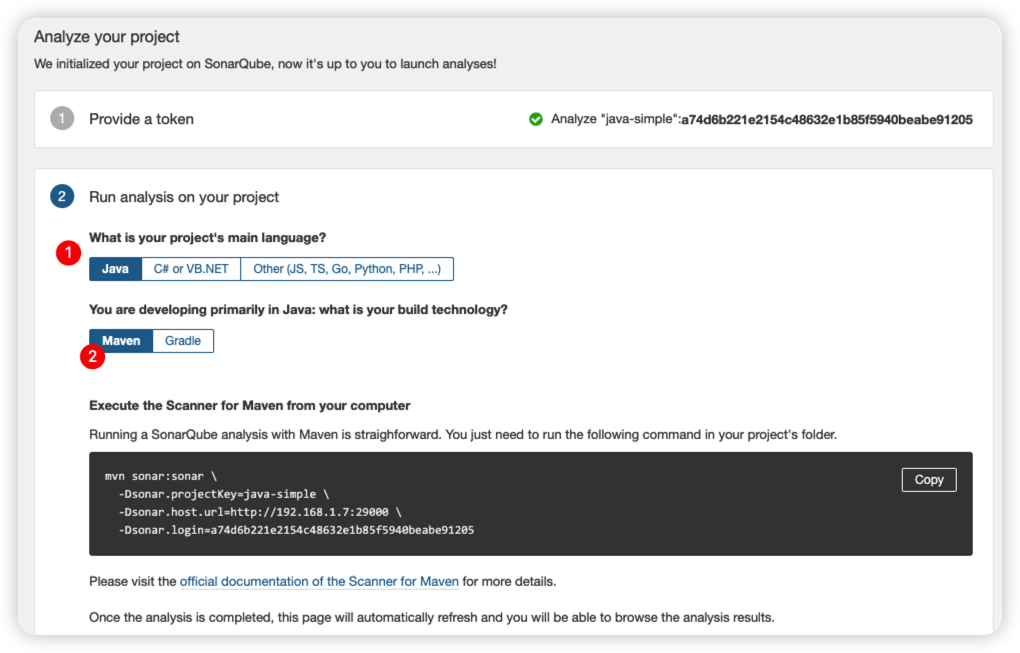 Analyze your project
We initialized your project on SonarQube, now it's up to you to launch analyses!
1 Provide a token Analyze "java-simple":a74d6b221e2154c48632e1b85f5940beabe91205
2 Run analysis on your project
What is your project's main language?
1
Java C# or VB.NET Other (JS, TS, Go, Python, PHP, ...)
You are developing primarily in Java: what is your build technology?
Maven Gradle
2
Execute the Scanner for Maven from your computer
Running a SonarQube analysis with Maven is straighforward. You just need to run the following command in your project's folder.
mvn sonar:sonar \
Copy
-Dsonar.projectKey=java-simple \
-Dsonar.host.url=http://192.168.1.7:29000 \
-Dsonar.login=a74d6b221e2154c48632e1b85f5940beabe91205
Please visit the official documentation of the Scanner for Maven for more details.
Once the analysis is completed, this page will automatically refresh and you will be able to browse the analysis results.